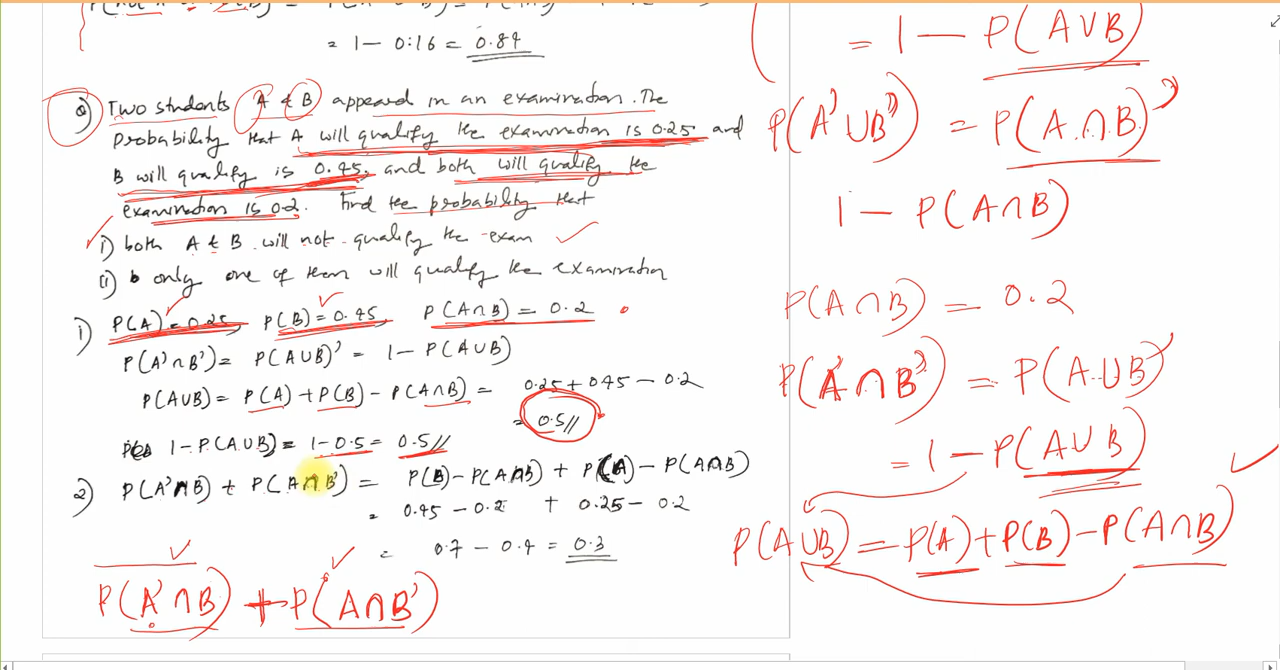 = 1 - 0.16 = 0.84
Q) Two students A & B appeared in an examination. The
probability that A will qualify the examination is 0.25 and
B will qualify is 0.45 and both will qualify the
examination is 0.2. Find the probability that
i) both A & B will not qualify the exam
ii) only one of them will qualify the examination
1) P(A) = 0.25, P(B) = 0.45 P(A∩B) = 0.2
P(A'∩B') = P(A∪B)' = 1 - P(A∪B)
P(A∪B) = P(A) + P(B) - P(A∩B) = 0.25 + 0.45 - 0.2
= 0.5//
1 - P(A∪B) = 1 - 0.5 = 0.5//
2) P(A'∩B) + P(A∩B') = P(B) - P(A∩B) + P(A) - P(A∩B)
= 0.45 - 0.2 + 0.25 - 0.2
= 0.7 - 0.4 = 0.3
P(A'∩B) + P(A∩B')
= 1 - P(A∪B)
P(A'∪B') = P(A∩B)'
1 - P(A∩B)
P(A∩B) = 0.2
P(A'∩B') = P(A∪B)'
= 1 - P(A∪B)
P(A∪B) = P(A) + P(B) - P(A∩B)